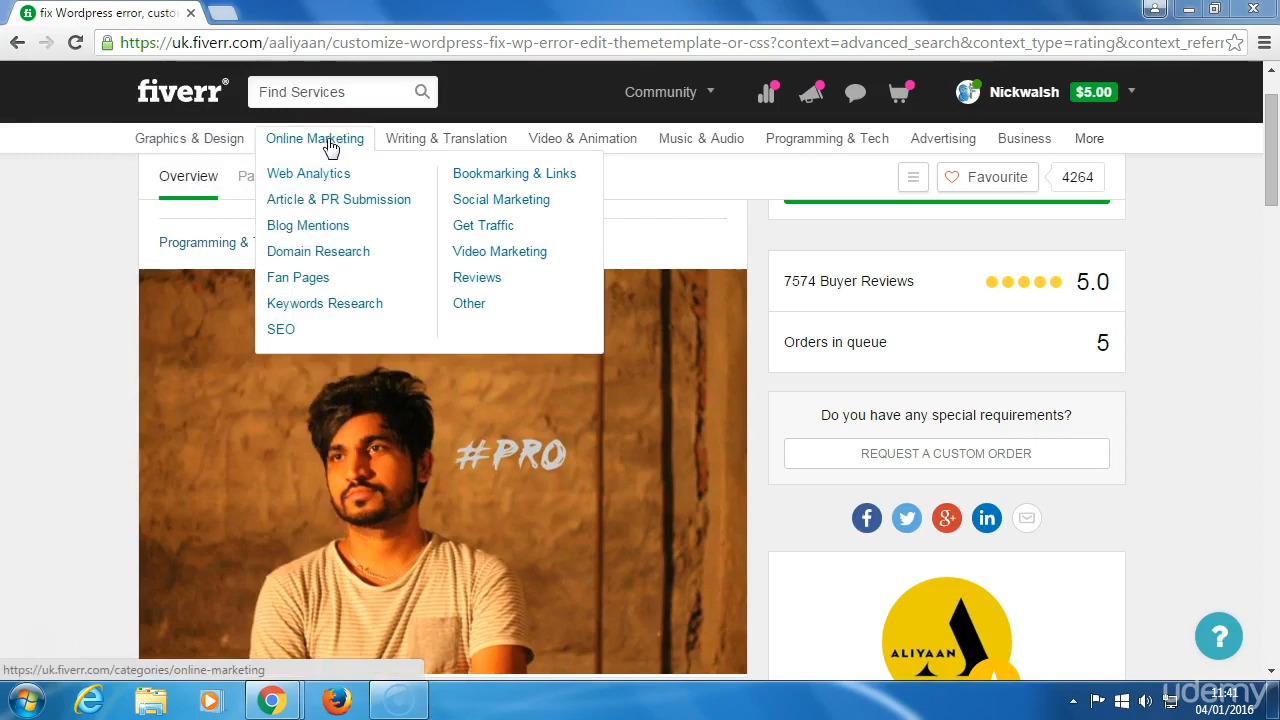 fix Wordpress error, custo
https://uk.fiverr.com/aaliyaan/customize-wordpress-fix-wp-error-edit-themetemplate-or-css?context=advanced_search&context_type=rating&context_referr
fiverr®
Find Services
Community
Nickwalsh
$5.00
Graphics & Design
Online Marketing
Writing & Translation
Video & Animation
Music & Audio
Programming & Tech
Advertising
Business
More
Overview
Pa
Favourite
4264
Programming & T
Web Analytics
Article & PR Submission
Blog Mentions
Domain Research
Fan Pages
Keywords Research
SEO
Bookmarking & Links
Social Marketing
Get Traffic
Video Marketing
Reviews
Other
#PRO
7574 Buyer Reviews
5.0
Orders in queue
5
Do you have any special requirements?
REQUEST A CUSTOM ORDER
ALIYAAN
?
https://uk.fiverr.com/categories/online-marketing
11:41
04/01/2016
udemy